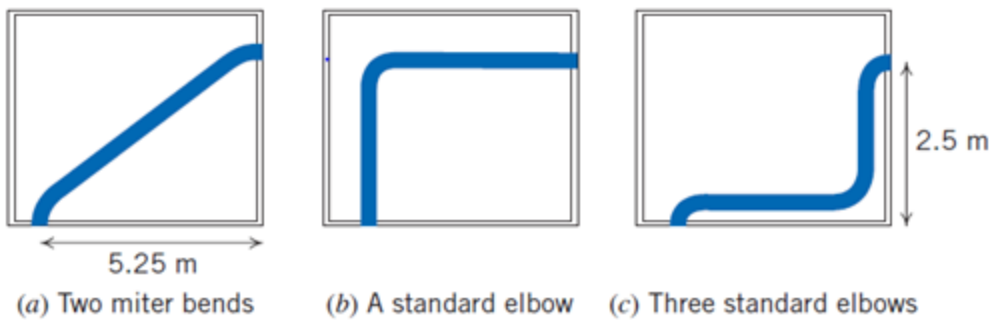 2.5 m
5.25 m
(a) Two miter bends
(b) A standard elbow
(c) Three standard elbows